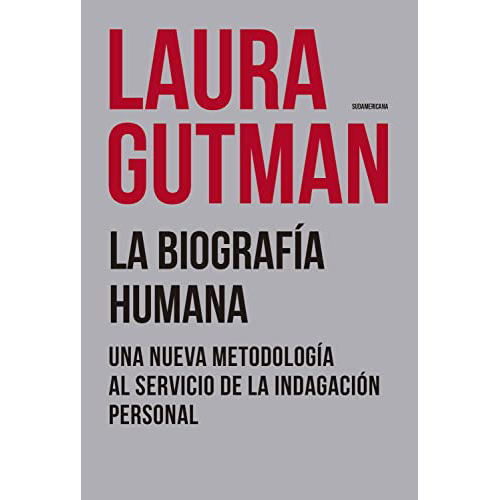 LAURA
SUDAMERICANA
GUTMAN
LA BIOGRAFÍA
HUMANA
UNA NUEVA METODOLOGÍA
AL SERVICIO DE LA INDAGACIÓN
PERSONAL